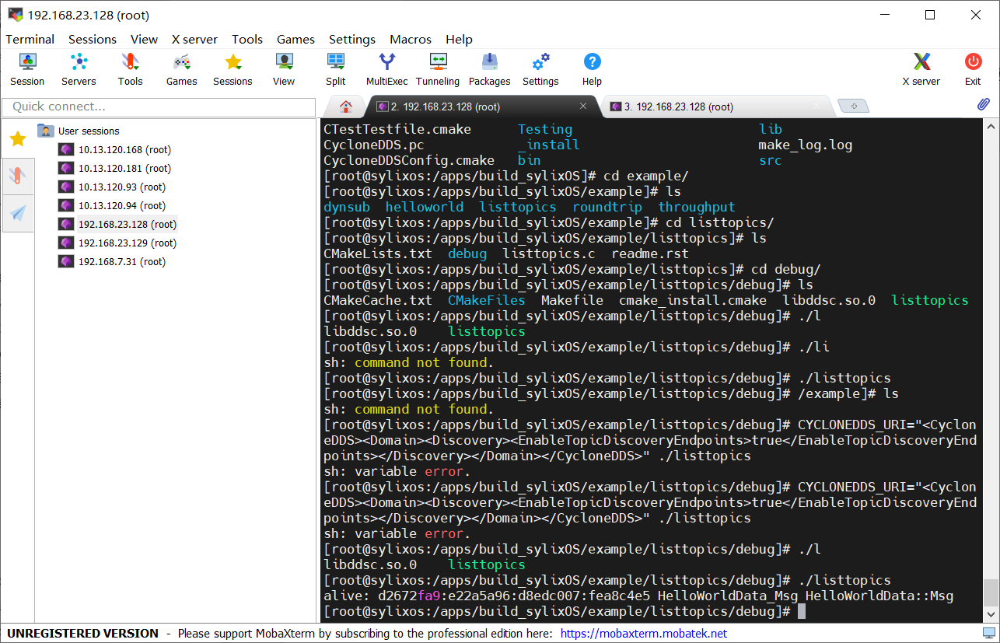 192.168.23.128 (root)
Terminal Sessions View X server Tools Games Settings Macros Help
Session Servers Tools Games Sessions View Split MultiExec Tunneling Packages Settings Help X server Exit
Quick connect...
2. 192.168.23.128 (root)
3. 192.168.23.128 (root)
User sessions
10.13.120.168 (root)
10.13.120.181 (root)
10.13.120.93 (root)
10.13.120.94 (root)
192.168.23.128 (root)
192.168.23.129 (root)
192.168.7.31 (root)
CTestTestfile.cmake Testing lib
CycloneDDS.pc _install make_log.log
CycloneDDSConfig.cmake bin src
[root@sylixos:/apps/build_sylixOS]# cd example/
[root@sylixos:/apps/build_sylixOS/example]# ls
dynsub helloworld listtopics roundtrip throughput
[root@sylixos:/apps/build_sylixOS/example]# cd listtopics/
[root@sylixos:/apps/build_sylixOS/example/listtopics]# ls
CMakeLists.txt debug listtopics.c readme.rst
[root@sylixos:/apps/build_sylixOS/example/listtopics]# cd debug/
[root@sylixos:/apps/build_sylixOS/example/listtopics/debug]# ls
CMakeCache.txt CMakeFiles Makefile cmake_install.cmake libddsc.so.0 listtopics
[root@sylixos:/apps/build_sylixOS/example/listtopics/debug]# ./l
libddsc.so.0 listtopics
[root@sylixos:/apps/build_sylixOS/example/listtopics/debug]# ./li
sh: command not found.
[root@sylixos:/apps/build_sylixOS/example/listtopics/debug]# ./listtopics
[root@sylixos:/apps/build_sylixOS/example/listtopics/debug]# /example]# ls
sh: command not found.
[root@sylixos:/apps/build_sylixOS/example/listtopics/debug]# CYCLONEDDS_URI="<Cyclon
eDDS><Domain><Discovery><EnableTopicDiscoveryEndpoints>true</EnableTopicDiscoveryEnd
points></Discovery></Domain></CycloneDDS>" ./listtopics
sh: variable error.
[root@sylixos:/apps/build_sylixOS/example/listtopics/debug]# CYCLONEDDS_URI="<Cyclon
eDDS><Domain><Discovery><EnableTopicDiscoveryEndpoints>true</EnableTopicDiscoveryEnd
points></Discovery></Domain></CycloneDDS>" ./listtopics
sh: variable error.
[root@sylixos:/apps/build_sylixOS/example/listtopics/debug]# ./l
libddsc.so.0 listtopics
[root@sylixos:/apps/build_sylixOS/example/listtopics/debug]# ./listtopics
alive: d2672fa9:e22a5a96:d8edc007:fea8c4e5 HelloWorldData_Msg HelloWorldData::Msg
[root@sylixos:/apps/build_sylixOS/example/listtopics/debug]#
UNREGISTERED VERSION - Please support MobaXterm by subscribing to the professional edition here: https://mobaxterm.mobatek.net